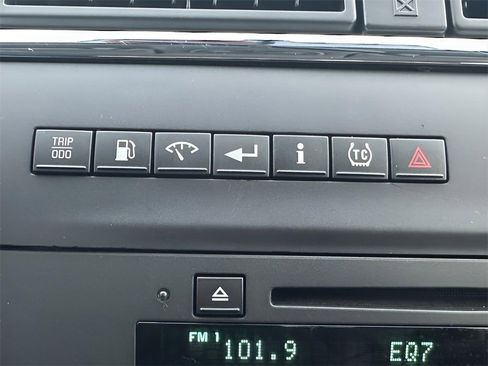 TRIP
ODO
i
TC
FM 1
101.9 EQ7